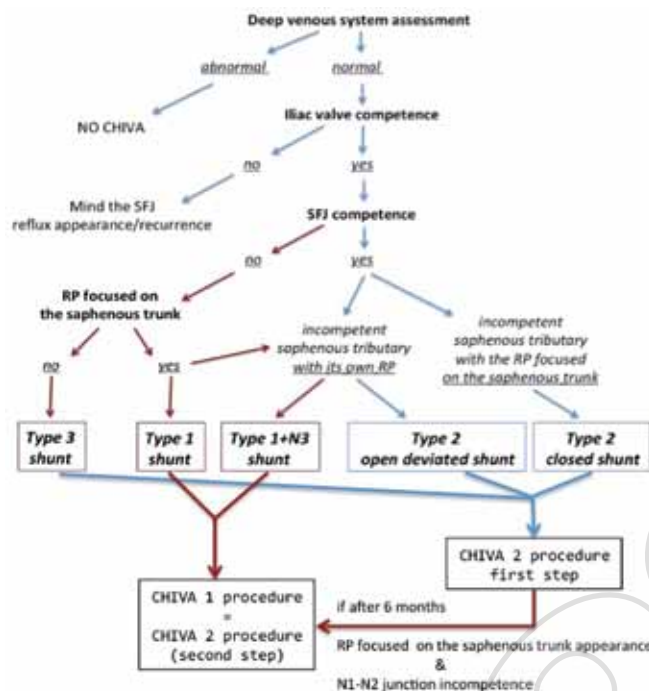 Deep venous system assessment
abnormal
normal
NO CHIVA
Iliac valve competence
no
yes
Mind the SFJ
reflux appearance/recurrence
SFJ competence
no
yes
RP focused on
the saphenous trunk
no
yes
incompetent
saphenous tributary
with its own RP
incompetent
saphenous tributary
with the RP focused
on the saphenous trunk
Type 3
shunt
Type 1
shunt
Type 1+N3
shunt
Type 2
open deviated shunt
Type 2
closed shunt
CHIVA 2 procedure
first step
CHIVA 1 procedure
=
CHIVA 2 procedure
(second step)
if after 6 months
RP focused on the saphenous trunk appearance
&
N1-N2 junction incompetence